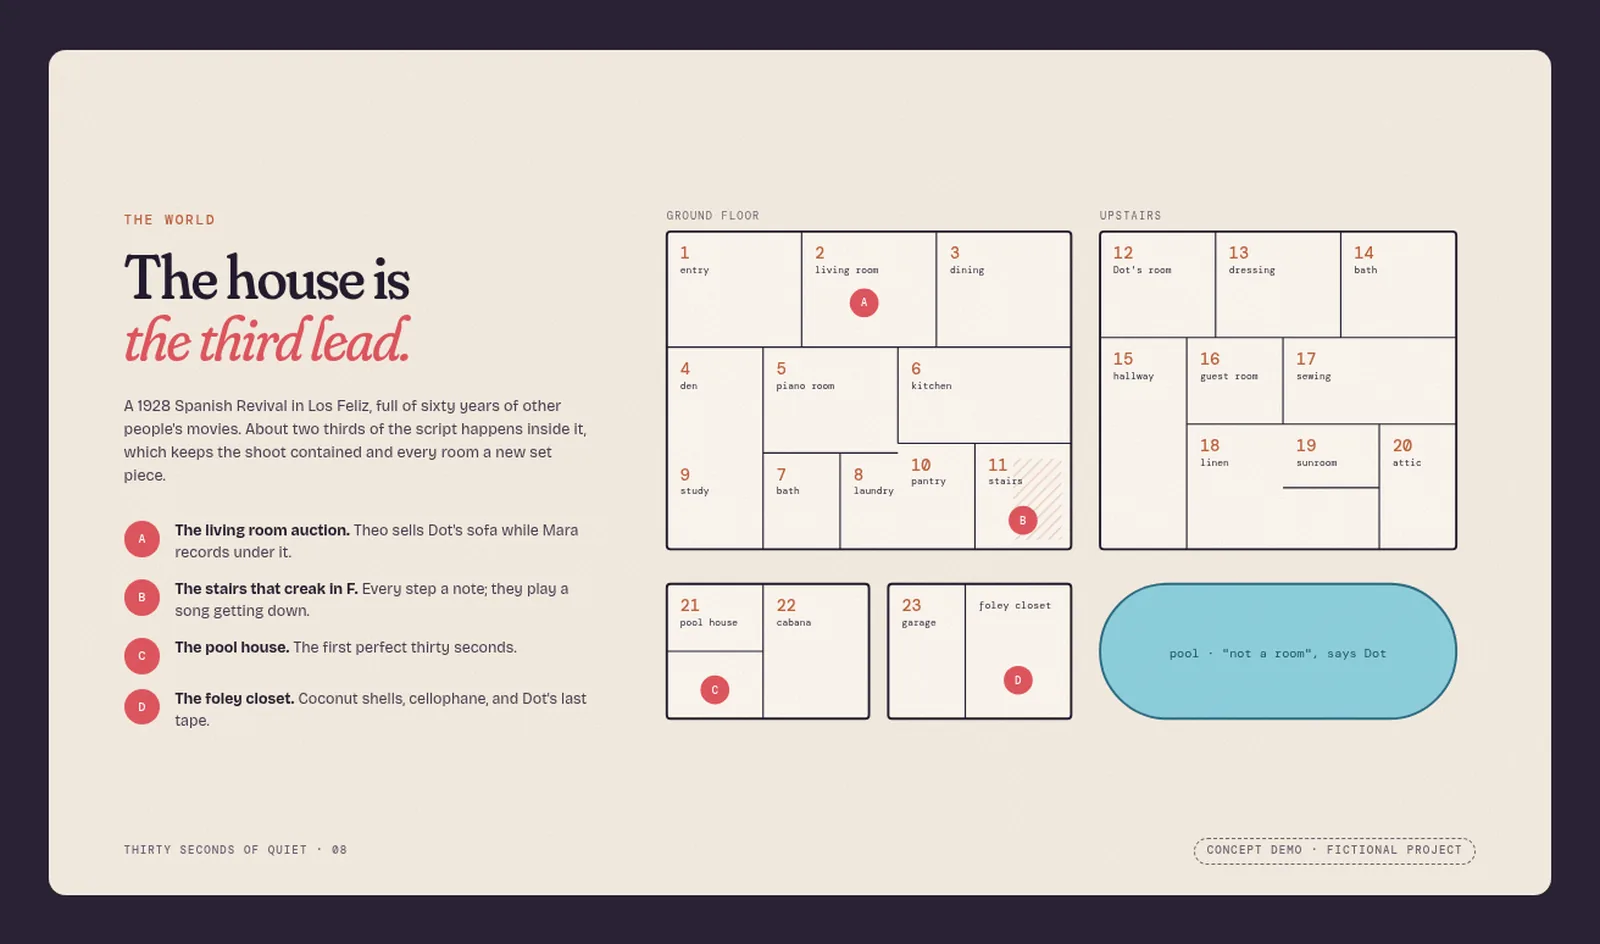 THE WORLD
The house is
the third lead.
A 1928 Spanish Revival in Los Feliz, full of sixty years of other
people's movies. About two thirds of the script happens inside it,
which keeps the shoot contained and every room a new set
piece.
A
The living room auction. Theo sells Dot's sofa while Mara
records under it.
B
The stairs that creak in F. Every step a note; they play a
song getting down.
C
The pool house. The first perfect thirty seconds.
D
The foley closet. Coconut shells, cellophane, and Dot's last
tape.
GROUND FLOOR
1
entry
2
living room
A
3
dining
4
den
5
piano room
6
kitchen
9
study
7
bath
8
laundry
10
pantry
11
stairs
B
UPSTAIRS
12
Dot's room
13
dressing
14
bath
15
hallway
16
guest room
17
sewing
18
linen
19
sunroom
20
attic
21
pool house
C
22
cabana
23
garage
foley closet
D
pool · "not a room", says Dot
THIRTY SECONDS OF QUIET · 08
CONCEPT DEMO · FICTIONAL PROJECT